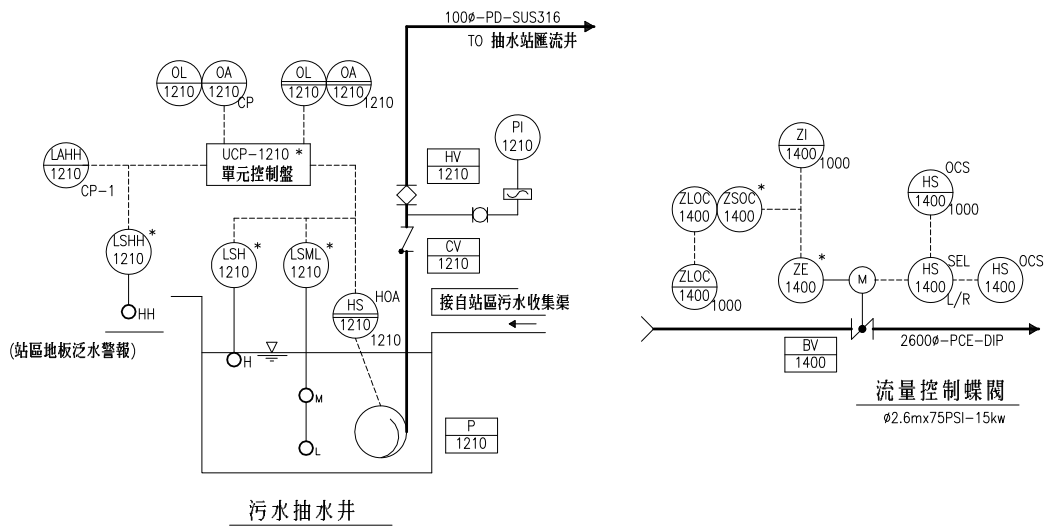 100ø-PD-SUS316
TO 抽水站匯流井
OL
1210
OA
1210
CP
OL
1210
OA
1210
1210
PI
1210
LAHH
1210
CP-1
UCP-1210 *
單元控制盤
HV
1210
LSHH
1210
*
LSH
1210
*
LSML
1210
*
CV
1210
HH
(站區地板泛水警報)
HS
1210
HOA
1210
接自站區污水收集渠
H
M
L
P
1210
污水抽水井
ZI
1400
1000
ZLOC
1400
ZSOC
1400
*
HS
1400
OCS
1000
ZLOC
1400
1000
ZE
1400
*
M
HS
1400
SEL
L/R
HS
1400
OCS
BV
1400
2600ø-PCE-DIP
流量控制蝶閥
ø2.6mx75PSI-15kw